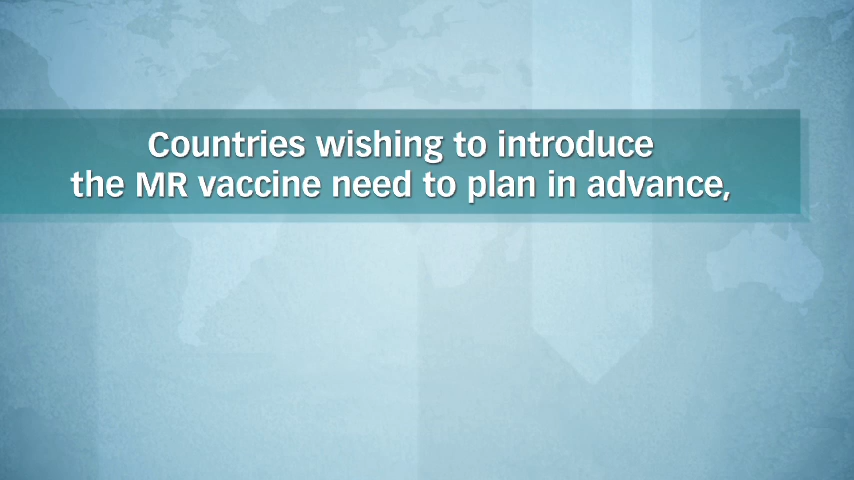 Countries wishing to introduce
the MR vaccine need to plan in advance,